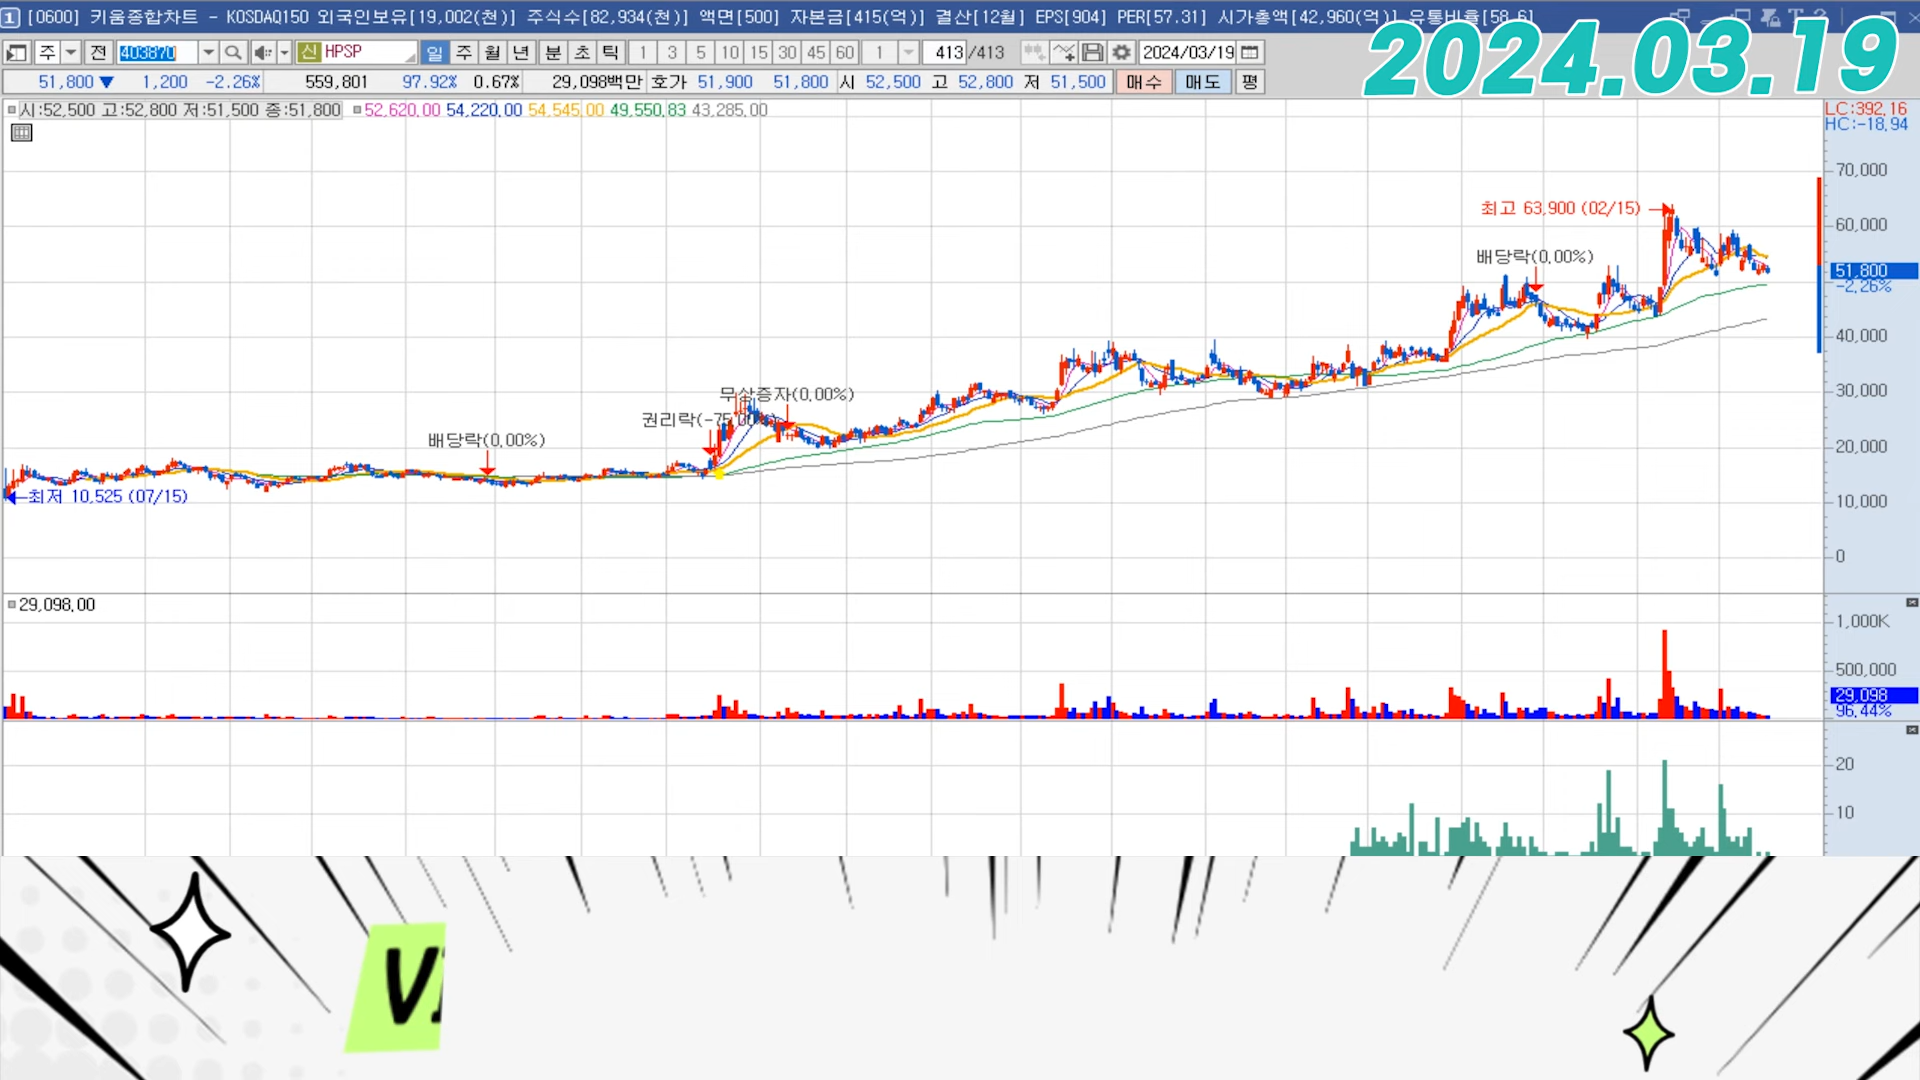 1 [0600] 키움종합차트 - KOSDAQ150 외국인보유[19,002(천)] 주식수[82,934(천)] 액면[500] 자본금[415(억)] 결산[12월] EPS[904] PER[57.31] 시가총액[42,960(억)] 유통비율[58.6]
2024.03.19
주 전 403870 신 HPSP 일 주 월 년 분 초 틱 1 3 5 10 15 30 45 60 1 413 /413 2024/03/19
51,800 ▼ 1,200 -2.26% 559,801 97.92% 0.67% 29,098백만 호가 51,900 51,800 시 52,500 고 52,800 저 51,500 매수 매도 평
시:52,500 고:52,800 저:51,500 종:51,800 52,620.00 54,220.00 54,545.00 49,550.83 43,285.00
LC:392.16
HC:-18.94
70,000
최고 63,900 (02/15)
60,000
배당락(0.00%)
51,800
-2.26%
40,000
30,000
무상증자(0.00%)
권리락(-75.00%)
배당락(0.00%)
20,000
최저 10,525 (07/15)
10,000
0
29,098.00
1,000K
500,000
29,098
96.44%
20
10
V